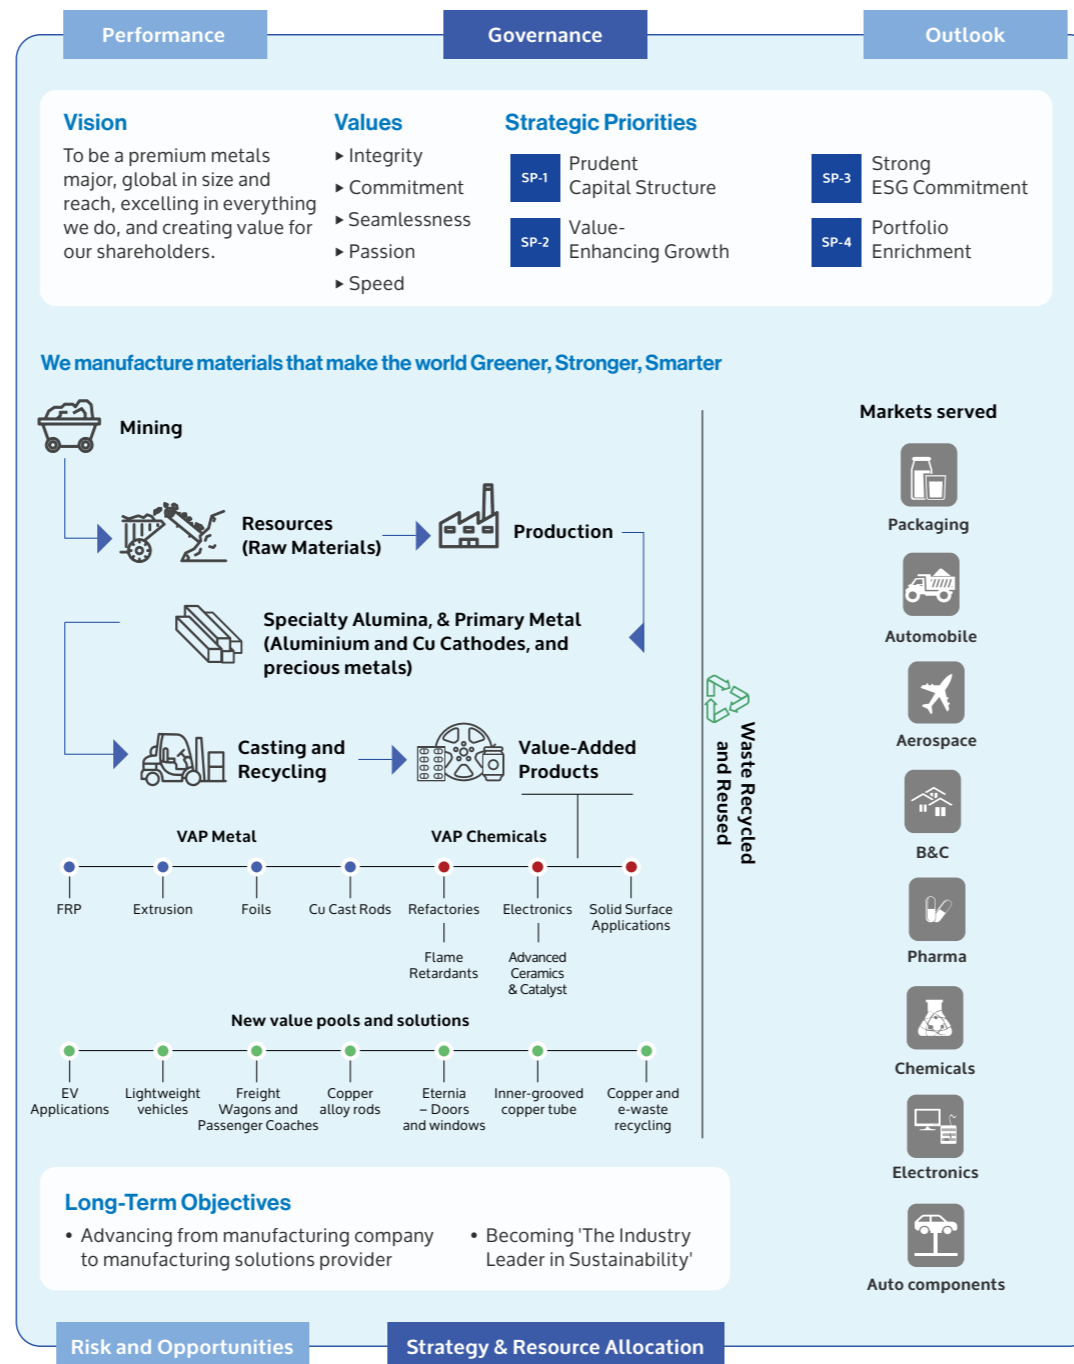 Performance
Governance
Outlook
Vision
To be a premium metals
major, global in size and
reach, excelling in everything
we do, and creating value for
our shareholders.
Values
Integrity
Commitment
Seamlessness
Passion
Speed
Strategic Priorities
SP-1
Prudent
Capital Structure
SP-2
Value-
Enhancing Growth
SP-3
Strong
ESG Commitment
SP-4
Portfolio
Enrichment
We manufacture materials that make the world Greener, Stronger, Smarter
Mining
Resources
(Raw Materials)
Production
Specialty Alumina, & Primary Metal
(Aluminium and Cu Cathodes, and
precious metals)
Casting and
Recycling
Value-Added
Products
VAP Metal
VAP Chemicals
FRP
Extrusion
Foils
Cu Cast Rods
Refactories
Electronics
Solid Surface
Applications
Flame
Retardants
Advanced
Ceramics
& Catalyst
New value pools and solutions
EV
Applications
Lightweight
vehicles
Freight
Wagons and
Passenger Coaches
Copper
alloy rods
Eternia
– Doors
and windows
Inner-grooved
copper tube
Copper and
e-waste
recycling
Waste Recycled
and Reused
Markets served
Packaging
Automobile
Aerospace
B&C
Pharma
Chemicals
Electronics
Auto components
Long-Term Objectives
• Advancing from manufacturing company
to manufacturing solutions provider
• Becoming 'The Industry
Leader in Sustainability'
Risk and Opportunities
Strategy & Resource Allocation